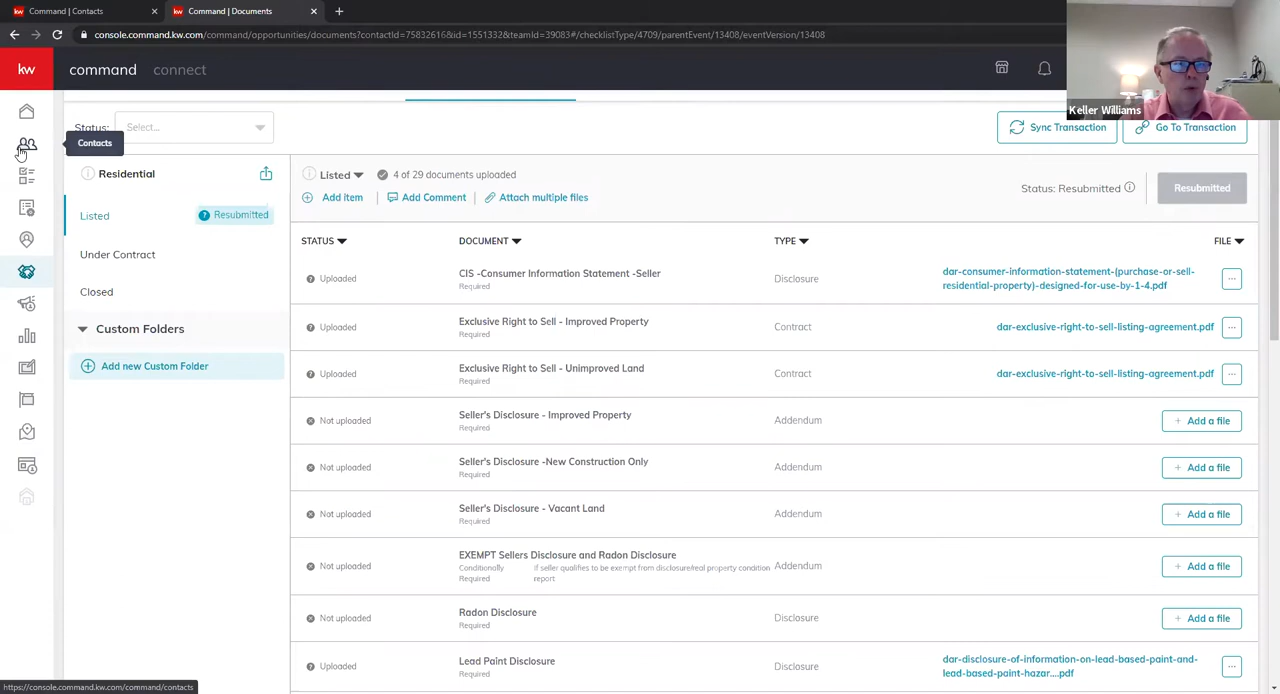 Command | Contacts
Command | Documents
console.command.kw.com/command/opportunities/documents?contactId=75832616&id=1551332&teamId=39083#/checklistType/4709/parentEvent/13408/eventVersion/13408
kw
command
connect
Keller Williams
Contacts
Status:
Select...
Sync Transaction
Go To Transaction
Residential
Listed
4 of 29 documents uploaded
Add item
Add Comment
Attach multiple files
Status: Resubmitted
Resubmitted
Listed
Resubmitted
Under Contract
Closed
Custom Folders
Add new Custom Folder
STATUS
DOCUMENT
TYPE
FILE
Uploaded
CIS -Consumer Information Statement -Seller
Required
Disclosure
dar-consumer-information-statement-(purchase-or-sell-
residential-property)-designed-for-use-by-1-4.pdf
Uploaded
Exclusive Right to Sell - Improved Property
Required
Contract
dar-exclusive-right-to-sell-listing-agreement.pdf
Uploaded
Exclusive Right to Sell - Unimproved Land
Required
Contract
dar-exclusive-right-to-sell-listing-agreement.pdf
Not uploaded
Seller's Disclosure - Improved Property
Required
Addendum
+ Add a file
Not uploaded
Seller's Disclosure -New Construction Only
Required
Addendum
+ Add a file
Not uploaded
Seller's Disclosure - Vacant Land
Required
Addendum
+ Add a file
Not uploaded
EXEMPT Sellers Disclosure and Radon Disclosure
Conditionally
Required
If seller qualifies to be exempt from disclosure/real property condition
report
Addendum
+ Add a file
Not uploaded
Radon Disclosure
Required
Disclosure
+ Add a file
Uploaded
Lead Paint Disclosure
Required
Disclosure
dar-disclosure-of-information-on-lead-based-paint-and-
lead-based-paint-hazar....pdf
https://console.command.kw.com/command/contacts